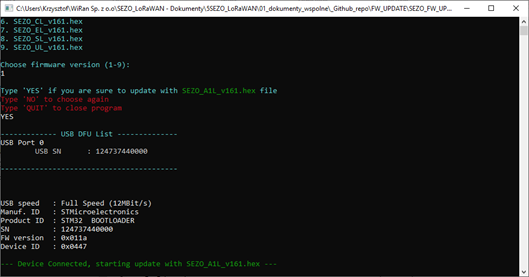 C:\Users\Krzysztof\WiRan Sp. z o.o\SEZO_LoRaWAN - Dokumenty\5SEZO_LoRaWAN\01_dokumenty_wspolne\_Github_repo\FW_UPDATE\SEZO_FW_UP...
6. SEZO_CL_v161.hex
7. SEZO_EL_v161.hex
8. SEZO_SL_v161.hex
9. SEZO_UL_v161.hex
Choose firmware version (1-9):
1
Type 'YES' if you are sure to update with SEZO_A1L_v161.hex file
Type 'NO' to choose again
Type 'QUIT' to close program
YES
------------ USB DFU List -------------
USB Port 0
USB SN : 124737440000
----------------------------------------
USB speed : Full Speed (12MBit/s)
Manuf. ID : STMicroelectronics
Product ID : STM32 BOOTLOADER
SN : 124737440000
FW version : 0x011a
Device ID : 0x0447
--- Device Connected, starting update with SEZO_A1L_v161.hex ---